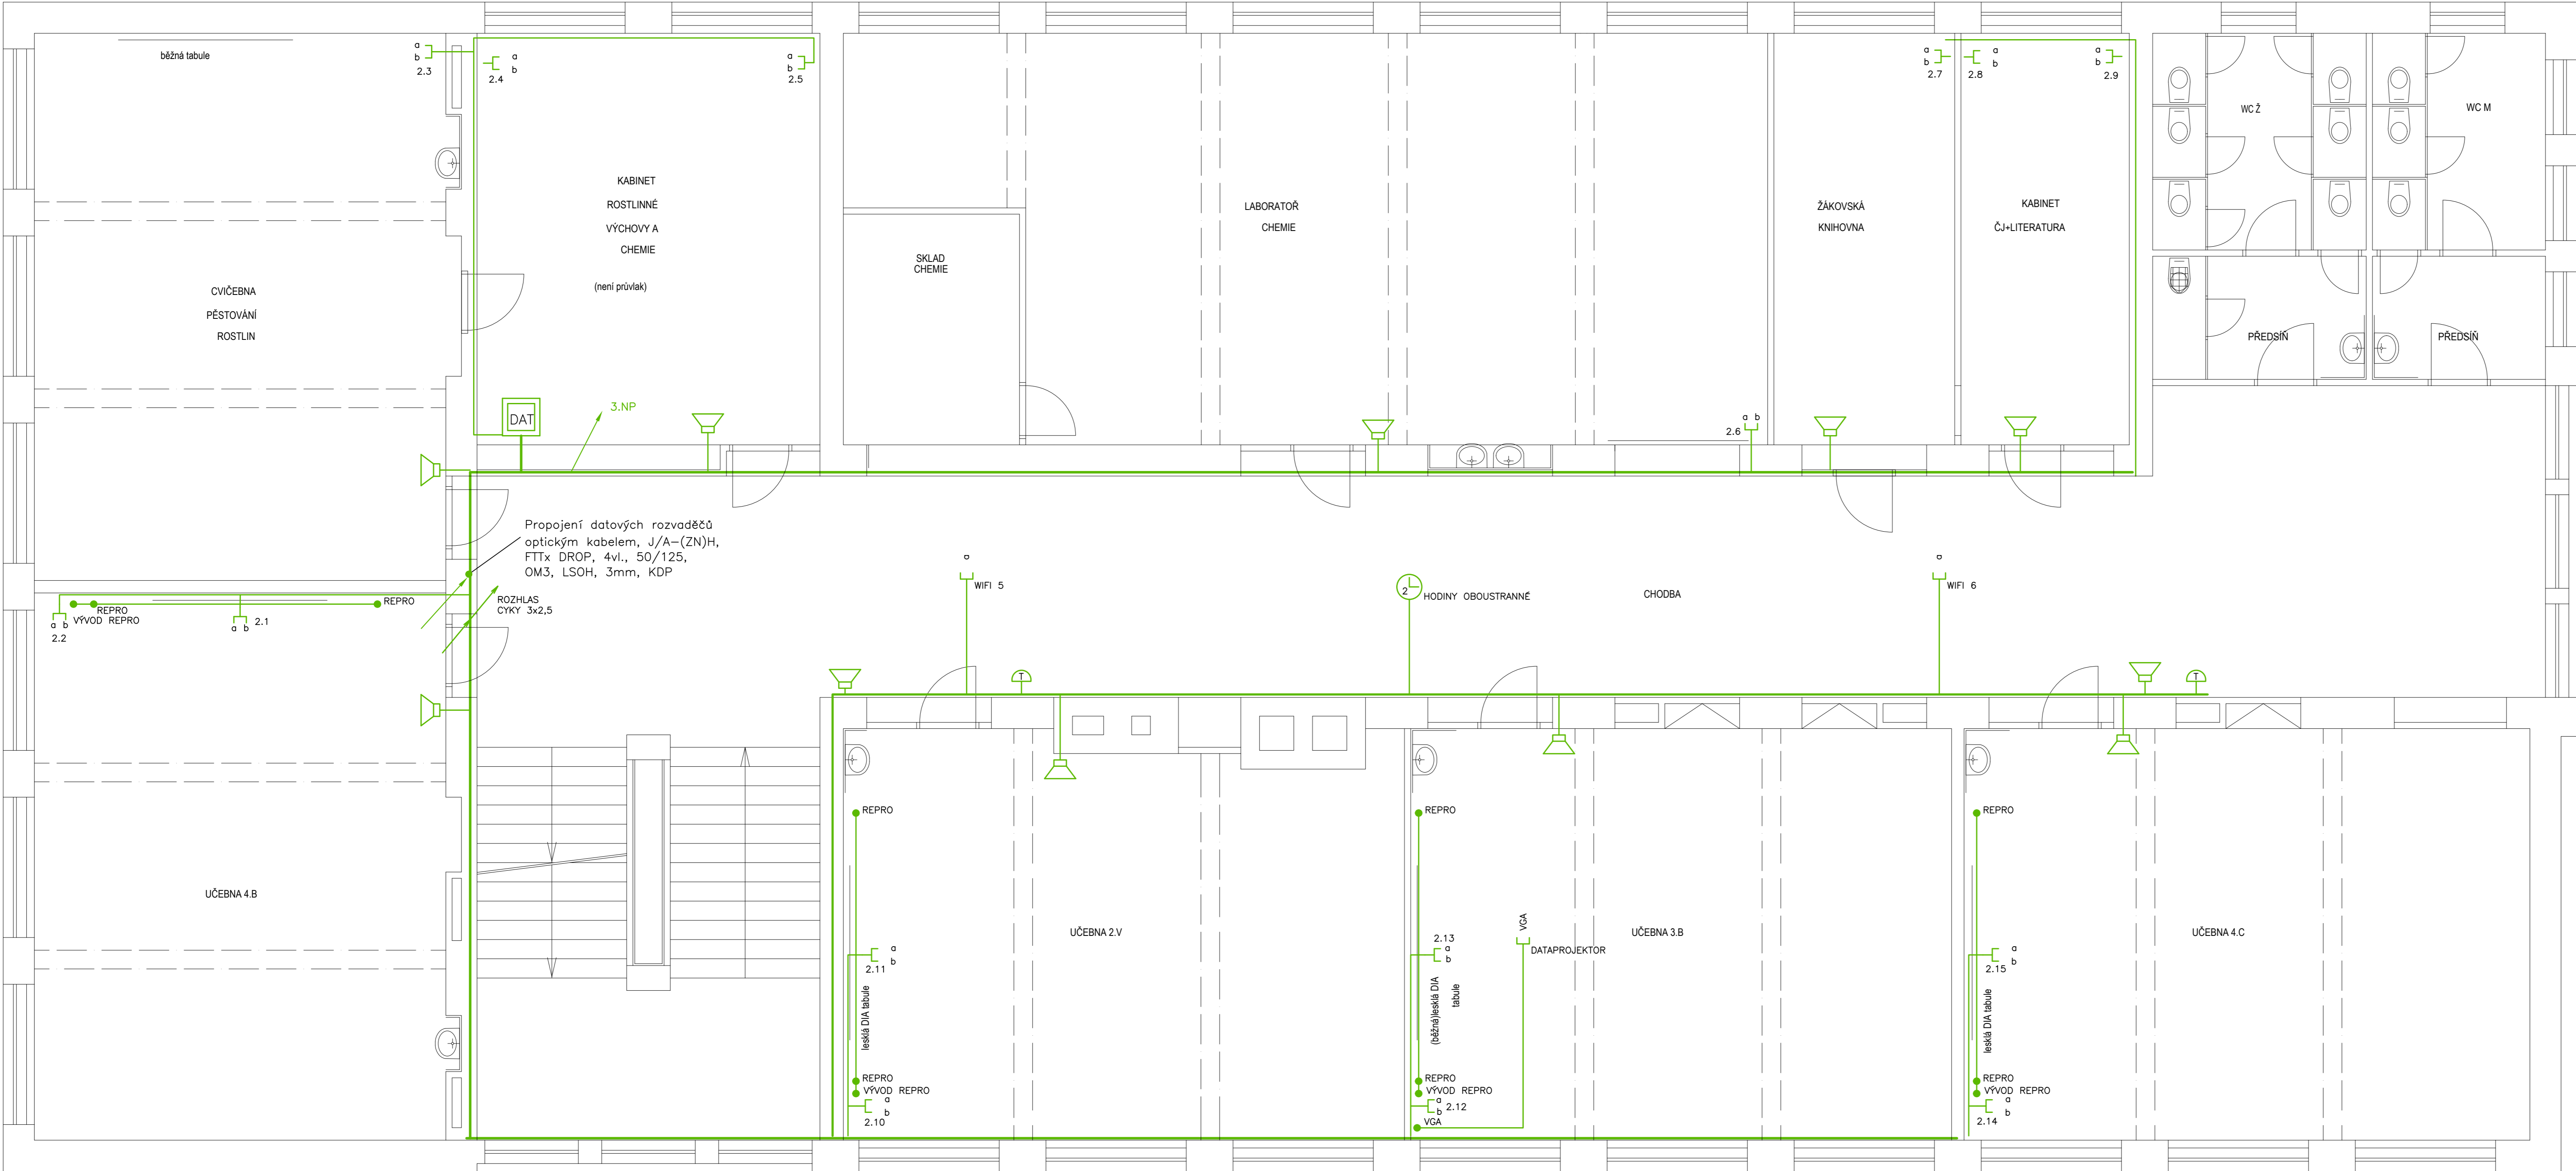 běžná tabule
a
b
2.3
a
b
2.4
a
b
2.5
a
b
2.7
a
b
2.8
a
b
2.9
WC Ž
WC M
KABINET
ROSTLINNÉ
VÝCHOVY A
CHEMIE
(není průvlak)
SKLAD
CHEMIE
LABORATOŘ
CHEMIE
ŽÁKOVSKÁ
KNIHOVNA
KABINET
ČJ+LITERATURA
CVIČEBNA
PĚSTOVÁNÍ
ROSTLIN
PŘEDSÍŇ
PŘEDSÍŇ
DAT
3.NP
a b
2.6
Propojení datových rozvaděčů
optickým kabelem, J/A-(ZN)H,
FTTx DROP, 4vl., 50/125,
OM3, LSOH, 3mm, KDP
ROZHLAS
CYKY 3x2,5
REPRO
REPRO
VÝVOD REPRO
a b
2.2
a b
2.1
a
WIFI 5
2
HODINY OBOUSTRANNÉ
CHODBA
a
WIFI 6
T
T
UČEBNA 4.B
REPRO
UČEBNA 2.V
a
b
2.11
lesklá DIA tabule
REPRO
VÝVOD REPRO
a
b
2.10
REPRO
2.13
a
b
(běžná)lesklá DIA
tabule
VGA
DATAPROJEKTOR
UČEBNA 3.B
REPRO
VÝVOD REPRO
a
b
2.12
VGA
REPRO
UČEBNA 4.C
a
b
2.15
lesklá DIA tabule
REPRO
VÝVOD REPRO
a
b
2.14